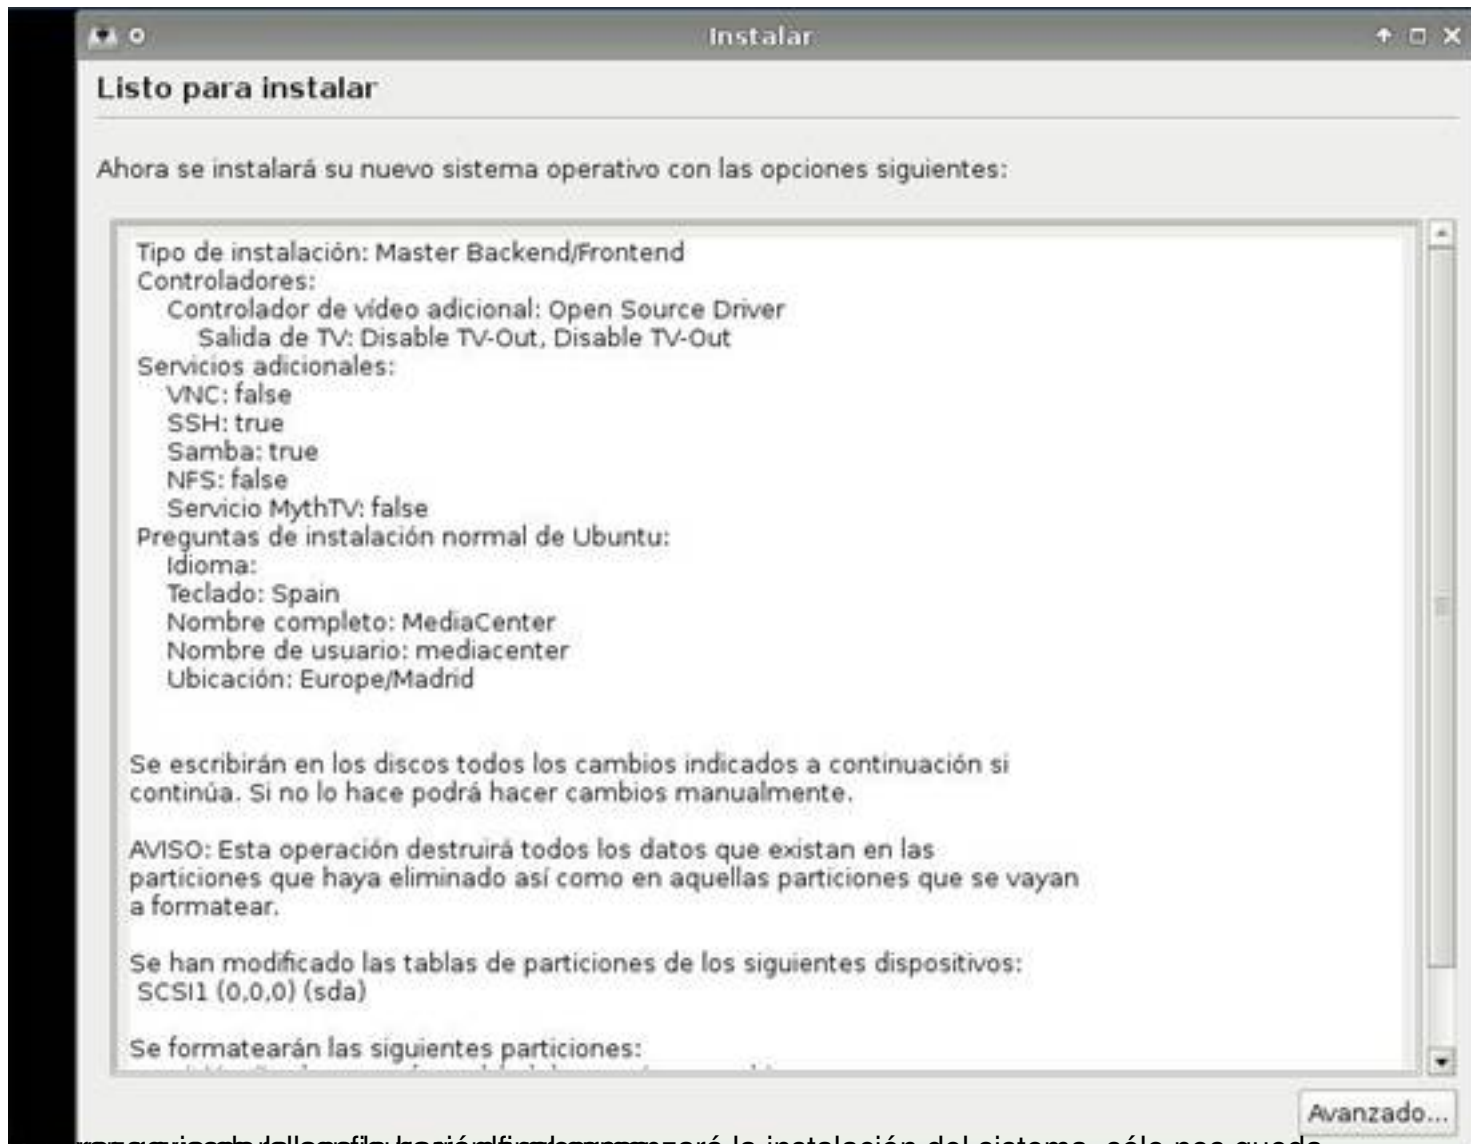 Instalar
Listo para instalar
Ahora se instalará su nuevo sistema operativo con las opciones siguientes:
Tipo de instalación: Master Backend/Frontend
Controladores:
Controlador de vídeo adicional: Open Source Driver
Salida de TV: Disable TV-Out, Disable TV-Out
Servicios adicionales:
VNC: false
SSH: true
Samba: true
NFS: false
Servicio MythTV: false
Preguntas de instalación normal de Ubuntu:
Idioma:
Teclado: Spain
Nombre completo: MediaCenter
Nombre de usuario: mediacenter
Ubicación: Europe/Madrid
Se escribirán en los discos todos los cambios indicados a continuación si
continúa. Si no lo hace podrá hacer cambios manualmente.
AVISO: Esta operación destruirá todos los datos que existan en las
particiones que haya eliminado así como en aquellas particiones que se vayan
a formatear.
Se han modificado las tablas de particiones de los siguientes dispositivos:
SCSI1 (0,0,0) (sda)
Se formatearán las siguientes particiones:
Avanzado...
la instalación del sistema, sólo nos queda